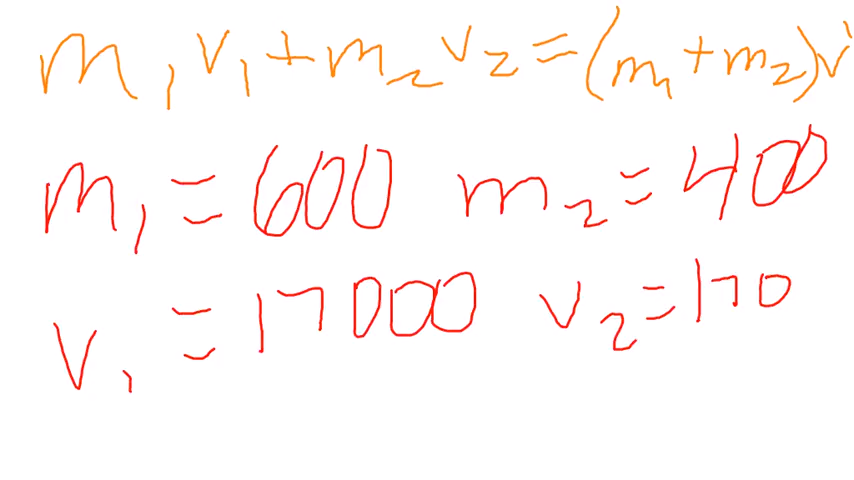 m₁v₁+m₂v₂=(m₁+m₂)v'
m₁=600 m₂=400
v₁=17000 v₂=170